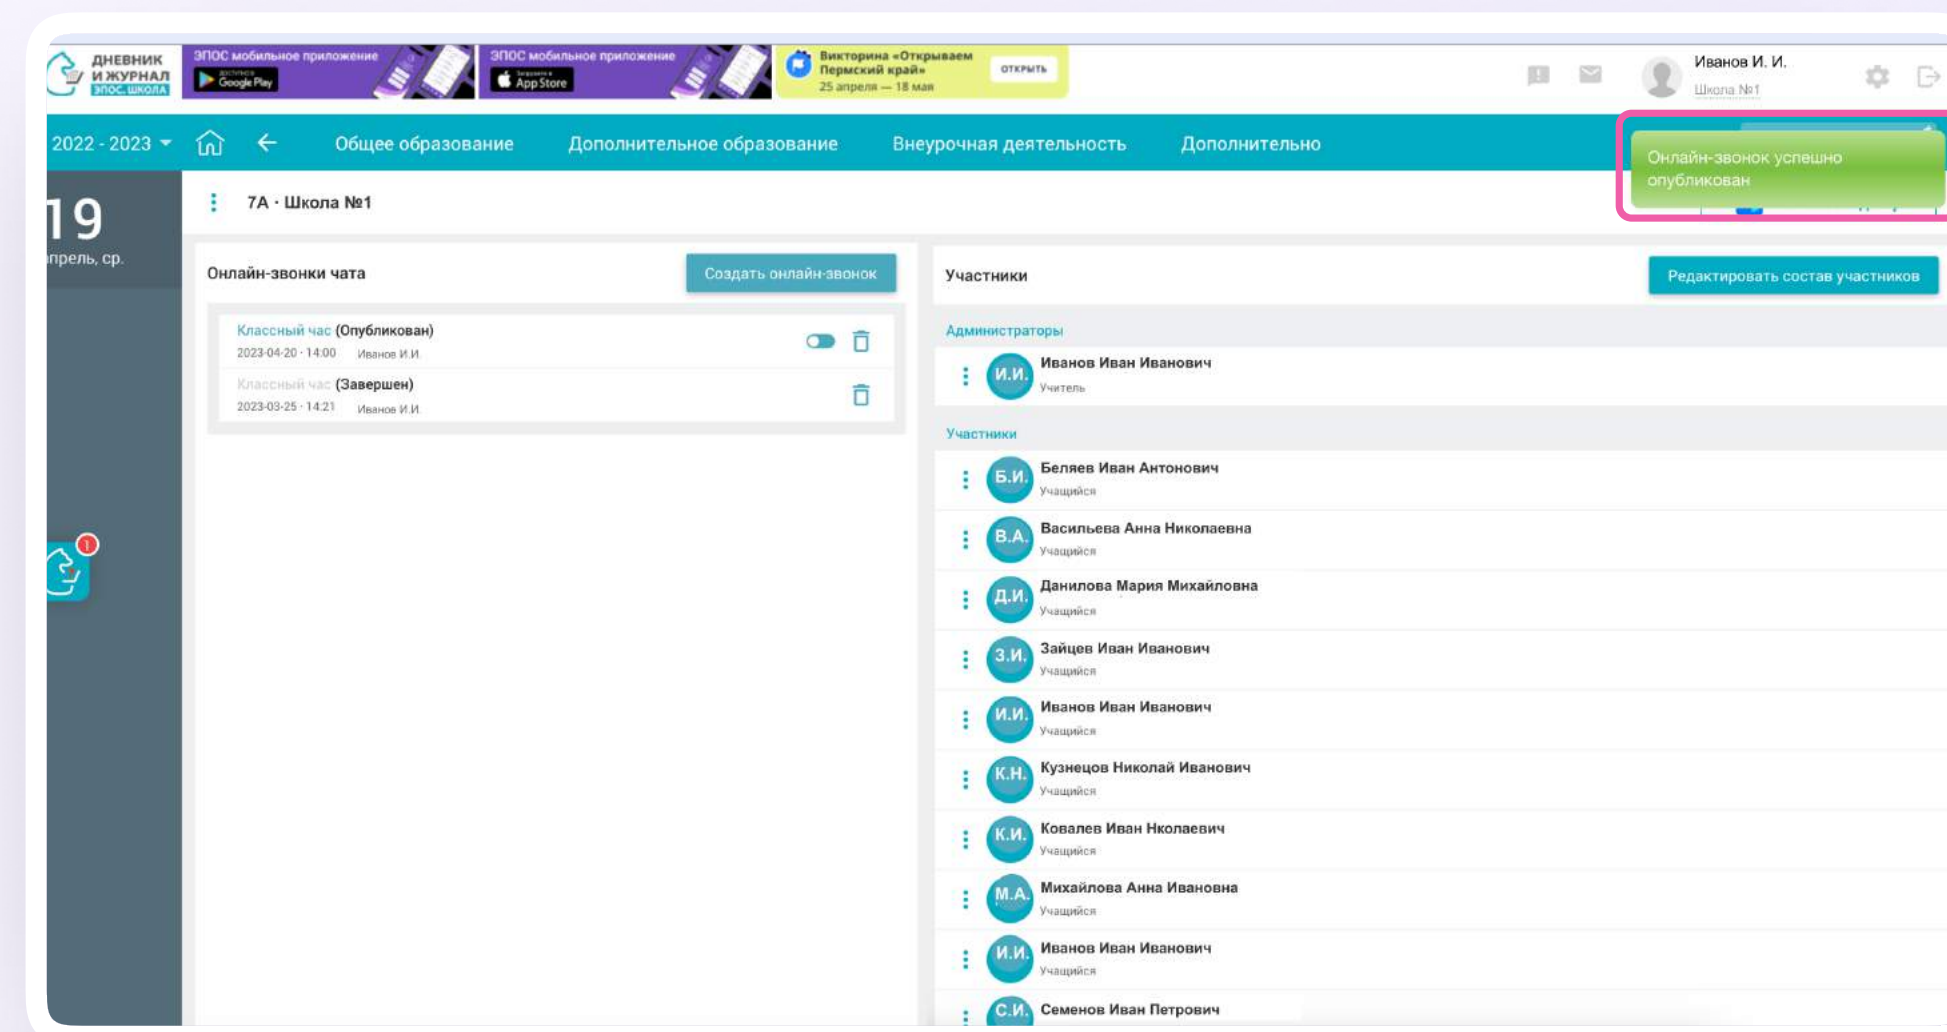 ДНЕВНИК
И ЖУРНАЛ
ЭПОС.ШКОЛА
ЭПОС мобильное приложение
Google Play
ЭПОС мобильное приложение
Загрузите в
App Store
Викторина «Открываем
Пермский край»
25 апреля — 18 мая
ОТКРЫТЬ
Иванов И. И.
Школа №1
2022 - 2023
Общее образование
Дополнительное образование
Внеурочная деятельность
Дополнительно
Онлайн-звонок успешно
опубликован
19
апрель, ср.
7А · Школа №1
Онлайн-звонки чата
Создать онлайн-звонок
Классный час (Опубликован)
2023-04-20 · 14:00 Иванов И.И.
Классный час (Завершен)
2023-03-25 · 14:21 Иванов И.И.
1
Участники
Редактировать состав участников
Администраторы
И.И. Иванов Иван Иванович
Учитель
Участники
Б.И. Беляев Иван Антонович
Учащийся
В.А. Васильева Анна Николаевна
Учащийся
Д.И. Данилова Мария Михайловна
Учащийся
З.И. Зайцев Иван Иванович
Учащийся
И.И. Иванов Иван Иванович
Учащийся
К.Н. Кузнецов Николай Иванович
Учащийся
К.И. Ковалев Иван Нколаевич
Учащийся
М.А. Михайлова Анна Ивановна
Учащийся
И.И. Иванов Иван Иванович
Учащийся
С.И. Семенов Иван Петрович